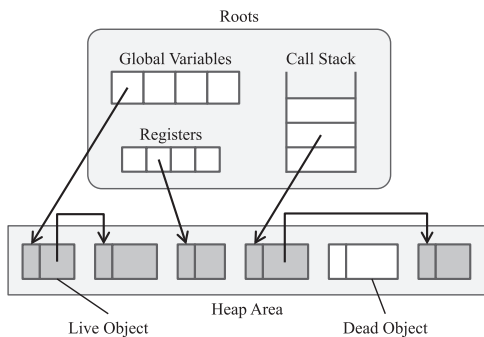 Roots
Global Variables
Call Stack
Registers
Heap Area
Live Object
Dead Object